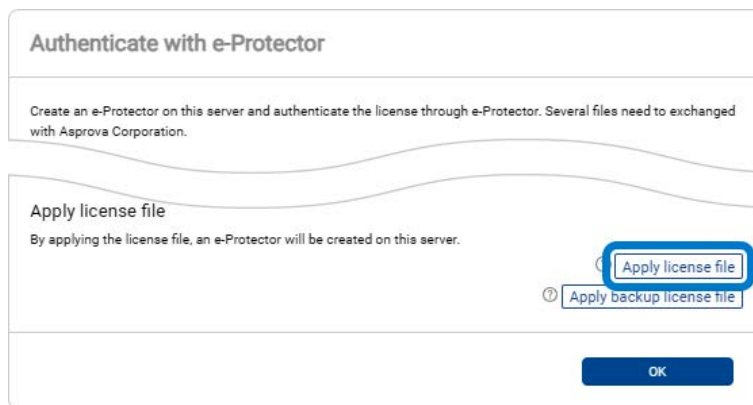 Authenticate with e-Protector
Create an e-Protector on this server and authenticate the license through e-Protector. Several files need to exchanged
with Asprova Corporation.
Apply license file
By applying the license file, an e-Protector will be created on this server.
Apply license file
? Apply backup license file
OK